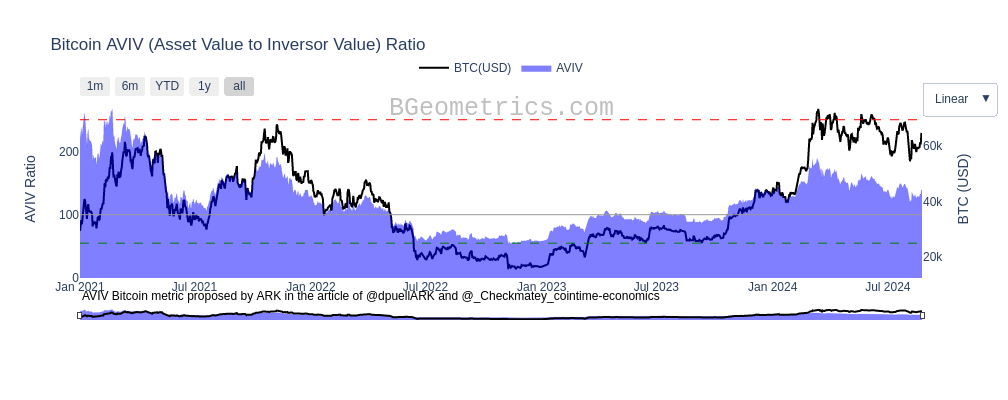 Bitcoin AVIV (Asset Value to Inversor Value) Ratio
BTC(USD) AVIV
1m 6m YTD 1y all
Linear ▼
BGeometrics.com
200
100
0
AVIV Ratio
60k
40k
20k
BTC (USD)
Jan 2021 Jul 2021 Jan 2022 Jul 2022 Jan 2023 Jul 2023 Jan 2024 Jul 2024
AVIV Bitcoin metric proposed by ARK in the article of @dpuellARK and @_Checkmatey_cointime-economics